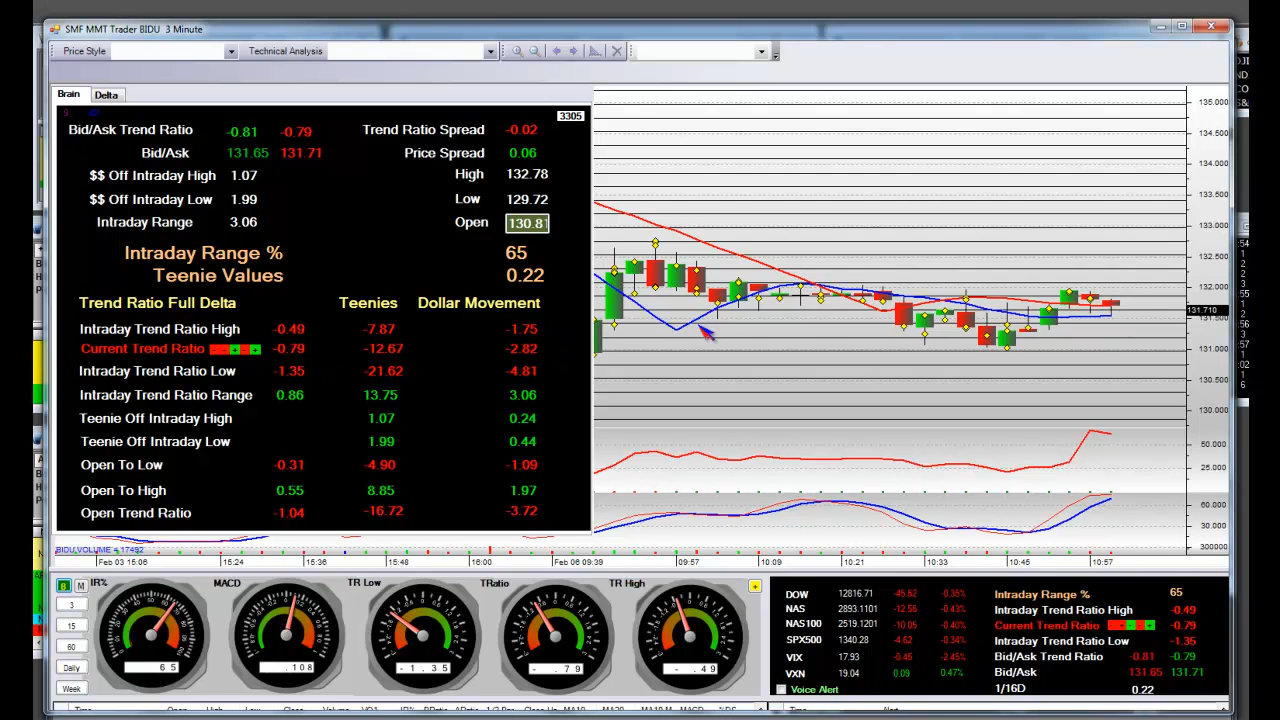 SMF MMT Trader BIDU 3 Minute
Price Style Technical Analysis
Brain Delta
3305
Bid/Ask Trend Ratio -0.81 -0.79 Trend Ratio Spread -0.02
Bid/Ask 131.65 131.71 Price Spread 0.06
$$ Off Intraday High 1.07 High 132.78
$$ Off Intraday Low 1.99 Low 129.72
Intraday Range 3.06 Open 130.81
Intraday Range % 65
Teenie Values 0.22
Trend Ratio Full Delta Teenies Dollar Movement
Intraday Trend Ratio High -0.49 -7.87 -1.75
Current Trend Ratio - - + - + -0.79 -12.67 -2.82
Intraday Trend Ratio Low -1.35 -21.62 -4.81
Intraday Trend Ratio Range 0.86 13.75 3.06
Teenie Off Intraday High 1.07 0.24
Teenie Off Intraday Low 1.99 0.44
Open To Low -0.31 -4.90 -1.09
Open To High 0.55 8.85 1.97
Open Trend Ratio -1.04 -16.72 -3.72
135.000
134.500
134.000
133.500
133.000
132.500
132.000
131.710
131.500
131.000
130.500
130.000
50.000
25.000
60.000
30.000
300000
BIDU,VOLUME = 17492
Feb 03 15:06 15:24 15:36 15:48 16:00 Feb 06 09:39 09:57 10:09 10:21 10:33 10:45 10:57
B M IR% MACD TR Low TRatio TR High +
3
15
60
Daily
Week
65 .108 -1.35 -.79 -.49
DOW 12816.71 -45.52 -0.35%
NAS 2893.1101 -12.55 -0.43%
NAS100 2519.1201 -10.05 -0.40%
SPX500 1340.28 -4.62 -0.34%
VIX 17.93 -0.45 -2.45%
VXN 19.04 0.09 0.47%
Voice Alert
Intraday Range % 65
Intraday Trend Ratio High -0.49
Current Trend Ratio - - + - + -0.79
Intraday Trend Ratio Low -1.35
Bid/Ask Trend Ratio -0.81 -0.79
Bid/Ask 131.65 131.71
1/16D 0.22